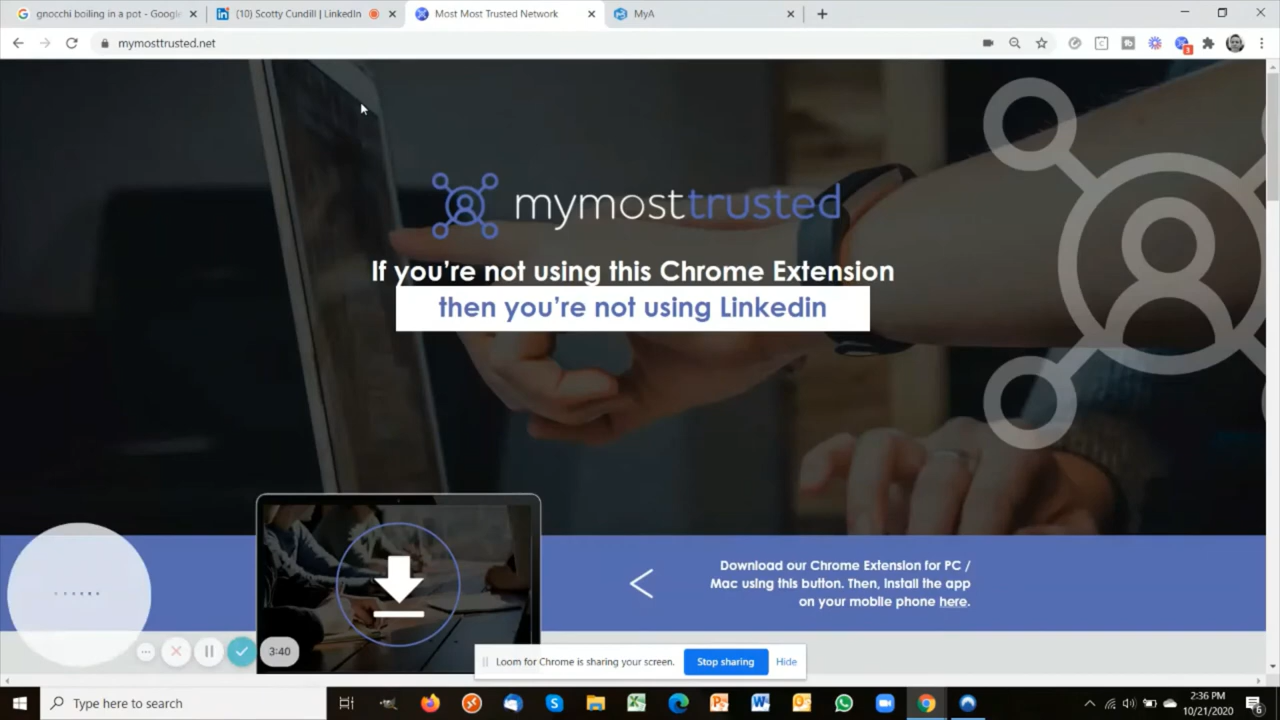 gnocchi boiling in a pot - Google
(10) Scotty Cundill | LinkedIn
Most Most Trusted Network
MyA
mymosttrusted.net
3
mymosttrusted
If you're not using this Chrome Extension
then you're not using Linkedin
Download our Chrome Extension for PC /
Mac using this button. Then, install the app
on your mobile phone here.
3:40
Loom for Chrome is sharing your screen.
Stop sharing
Hide
Type here to search
2:36 PM
10/21/2020
6